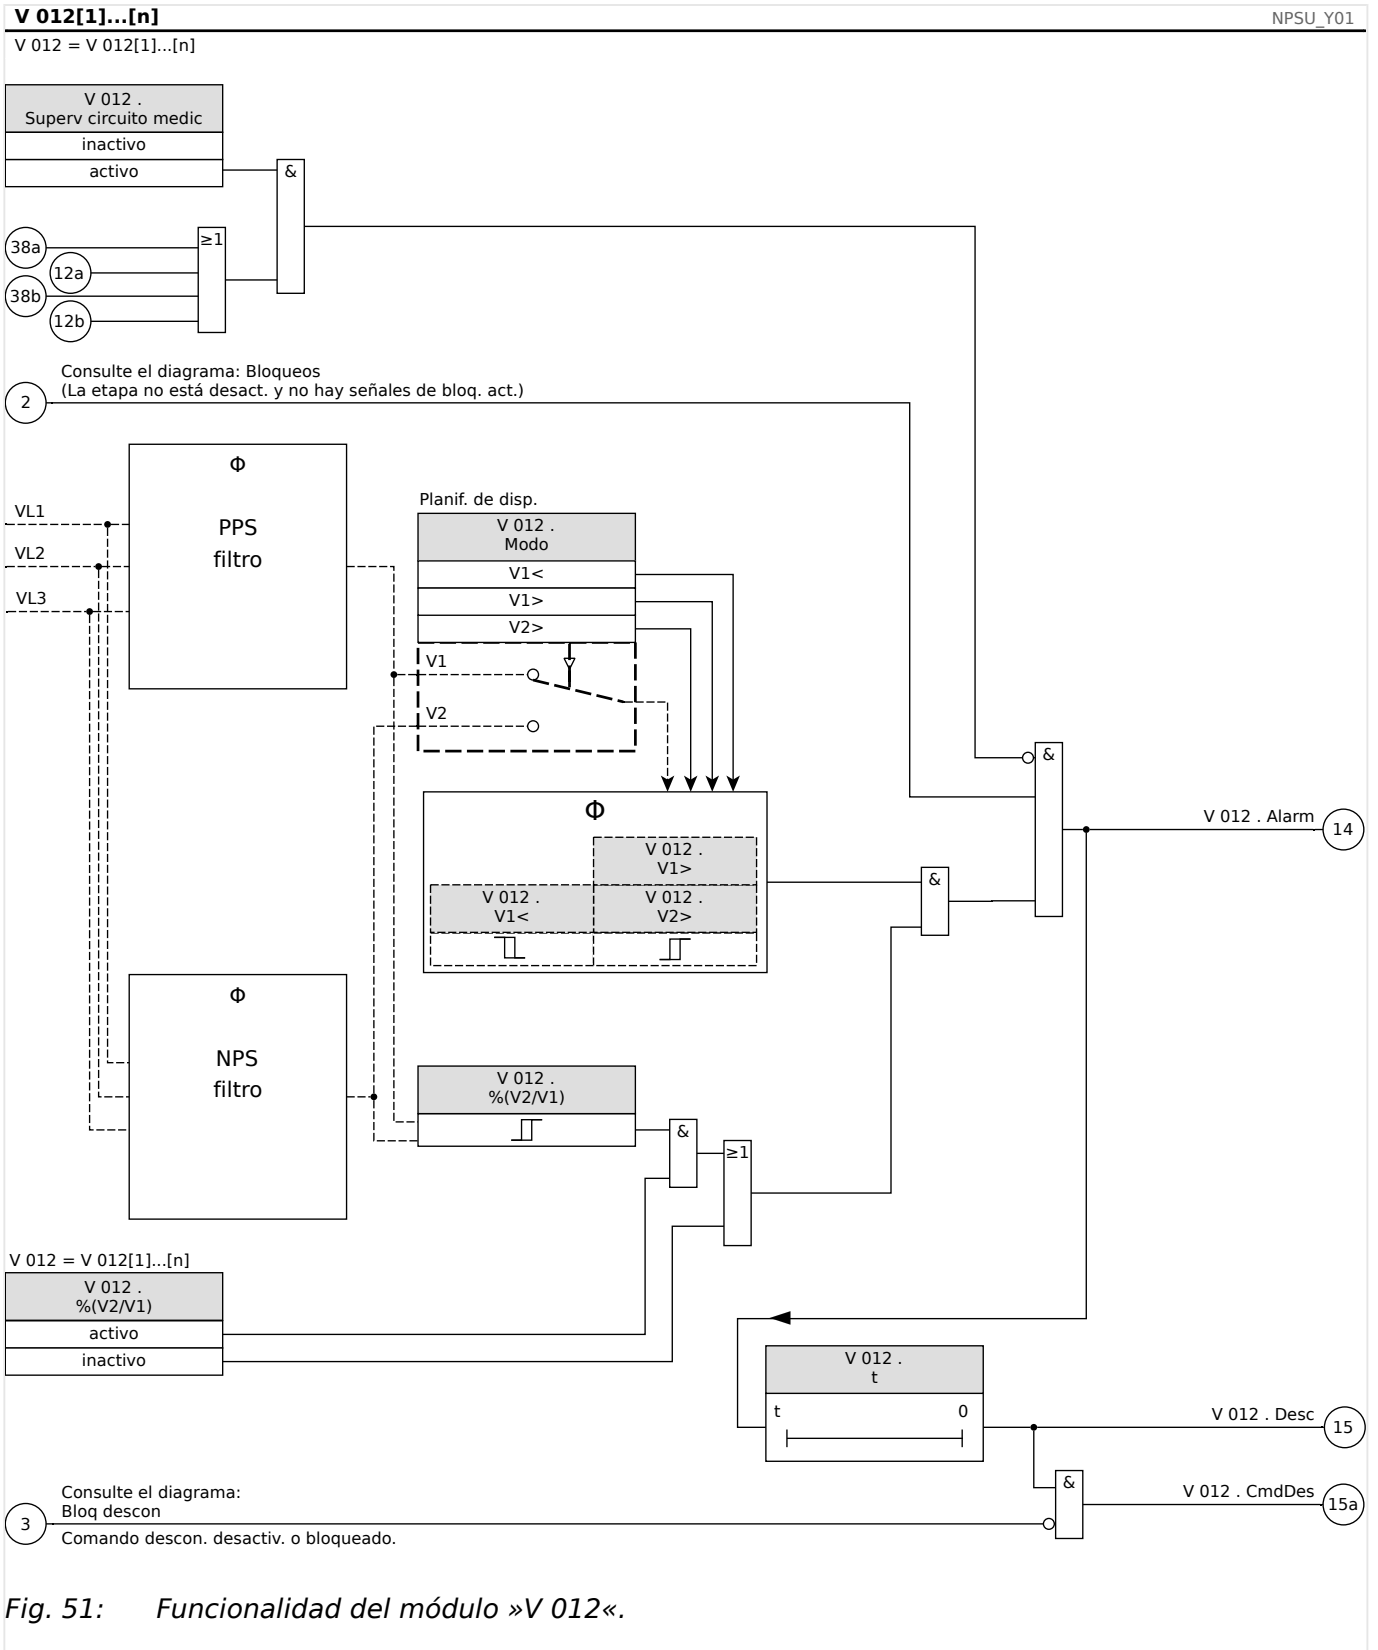 V 012[1]...[n]
NPSU_Y01
V 012 = V 012[1]...[n]
V 012 .
Superv circuito medic
inactivo
activo
&
38a
≥1
12a
38b
12b
Consulte el diagrama: Bloqueos
(La etapa no está desact. y no hay señales de bloq. act.)
2
Φ
PPS
filtro
VL1
VL2
VL3
Planif. de disp.
V 012 .
Modo
V1<
V1>
V2>
V1
V2
&
Φ
V 012 .
V1>
V 012 .
V1<
V 012 .
V2>
&
V 012 . Alarm
14
Φ
NPS
filtro
V 012 .
%(V2/V1)
&
≥1
V 012 = V 012[1]...[n]
V 012 .
%(V2/V1)
activo
inactivo
V 012 .
t
t
0
V 012 . Desc
15
&
V 012 . CmdDes
15a
Consulte el diagrama:
Bloq descon
3
Comando descon. desactiv. o bloqueado.
Fig. 51: Funcionalidad del módulo »V 012«.